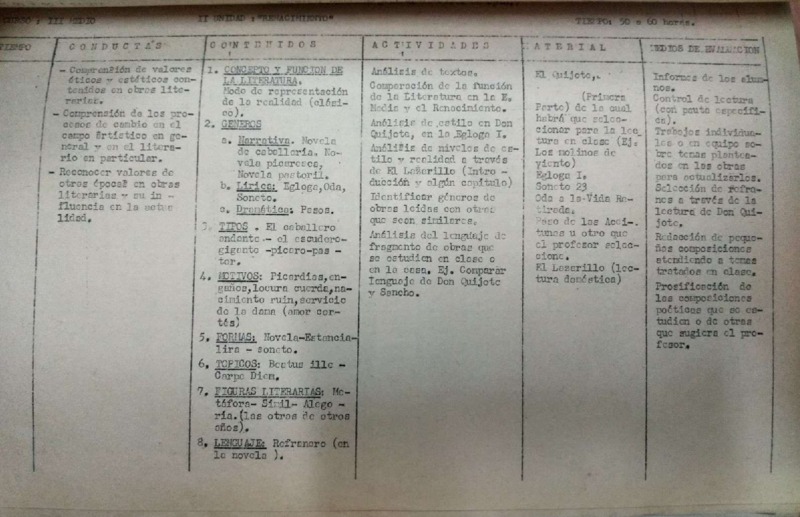 CURSO: III MEDIO
II UNIDAD: "RENACIMIENTO"
TIEMPO: 50 a 60 horas.
TIEMPO
CONDUCTAS
- Comprensión de valores
éticos y estéticos con-
tenidos en obras lite-
rarias.
- Comprensión de los pro-
cesos de cambio en el
campo artístico en ge-
neral y en el litera-
rio en particular.
- Reconocer valores de
otras épocas en obras
literarias y su in -
fluencia en la actua
lidad.
CONTENIDOS
1. CONCEPTO Y FUNCION DE
LA LITERATURA.
Modo de representación
de la realidad (clási-
co).
2. GENEROS
a. Narrativa. Novela
de caballería. No-
vela picaresca.
Novela pastoril.
b. Lírica: Egloga,Oda,
Soneto.
c. Dramática: Pasos.
3. TIPOS . El caballero
andante - el escudero-
gigante -pícaro-pas -
tor.
4. MOTIVOS: Picardías,en-
gaños,locura cuerda,na-
cimiento ruin,servicio
de la dama (amor cor-
tés)
5. FORMAS: Novela-Estancia-
lira - soneto.
6. TOPICOS: Beatus ille -
Carpe Diem.
7. FIGURAS LITERARIAS: Me-
táfora- Símil- Alego -
ría.(las otras de otros
años).
8. LENGUAJE: Refranero (en
la novela ).
ACTIVIDADES
Análisis de textos.
Comparación de la función
de la Literatura en la E.
Media y el Renacimiento.
Análisis de estilo en Don
Quijote, en la Egloga I.
Análisis de niveles de es-
tilo y realidad a través
de El Lazarillo (Intro -
ducción y algún capítulo)
Identificar géneros de
obras leídas con otras
que sean similares.
Análisis del lenguaje de
fragmento de obras que
se estudien en clase o
en la casa. Ej. Comparar
lenguaje de Don Quijote
y Sancho.
MATERIAL
El Quijote,
(Primera
Parte) de la cual
habrá que selec-
cionar para la lec
tura en clase (Ej.
Los molinos de
viento)
Egloga I.
Soneto 23
Oda a la Vida Re-
tirada.
Paso de las Acei-
tunas u otro que
el profesor selec-
cione.
El Lazarillo (lec-
tura doméstica)
MEDIOS DE EVALUACION
Informes de los alum-
nos.
Control de lectura
(con pauta específi-
ca).
Trabajos individua-
les o en equipo so-
bre temas plantea-
dos en las obras
para actualizarlos.
Selección de refra-
nes a través de la
lectura de Don Qui-
jote.
Redacción de peque-
ñas composiciones
atendiendo a temas
tratados en clase.
Prosificación de
las composiciones
poéticas que se es-
tudien o de otras
que sugiera el pro-
fesor.